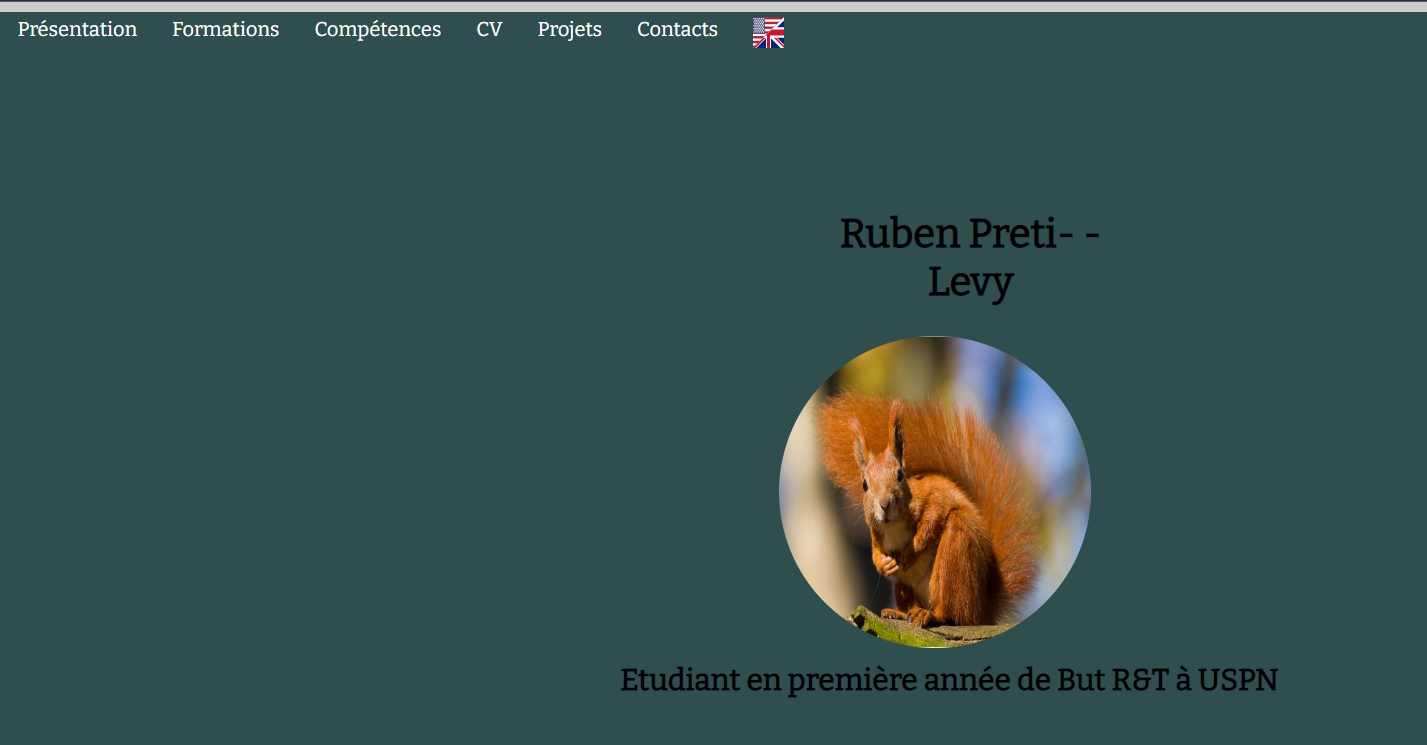 Présentation Formations Compétences CV Projets Contacts
Ruben Preti- -
Levy
Etudiant en première année de But R&T à USPN